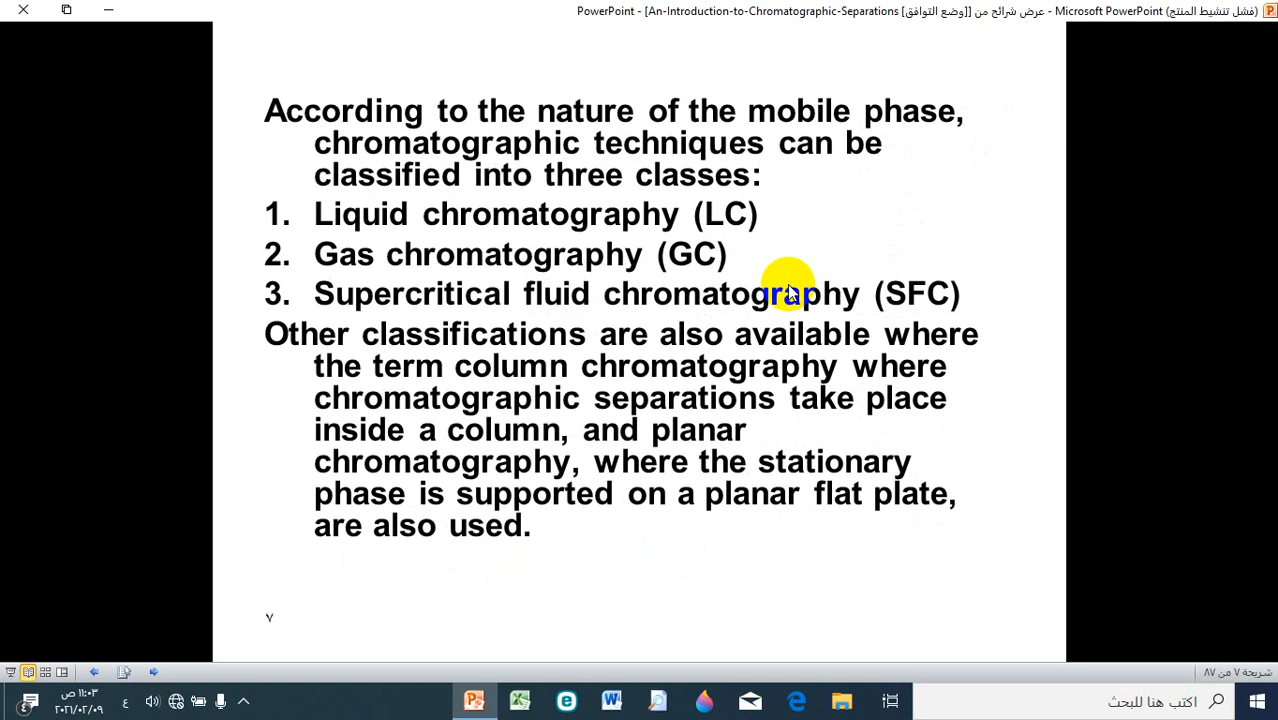 PowerPoint - [An-Introduction-to-Chromatographic-Separations [وضع التوافق]] عرض شرائح من - Microsoft PowerPoint (فشل تنشيط المنتج)
According to the nature of the mobile phase,
chromatographic techniques can be
classified into three classes:
1. Liquid chromatography (LC)
2. Gas chromatography (GC)
3. Supercritical fluid chromatography (SFC)
Other classifications are also available where
the term column chromatography where
chromatographic separations take place
inside a column, and planar
chromatography, where the stationary
phase is supported on a planar flat plate,
are also used.
٧
شريحة ٧ من ٨٧
١١:٠٣ ص
٢٠٢١/٠٢/٠٩
ع
اكتب هنا للبحث